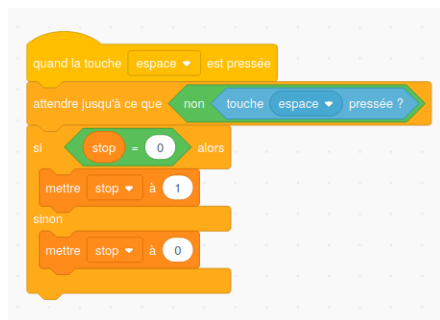 quand la touche espace est pressée
attendre jusqu'à ce que non touche espace pressée ?
si stop = 0 alors
mettre stop à 1
sinon
mettre stop à 0